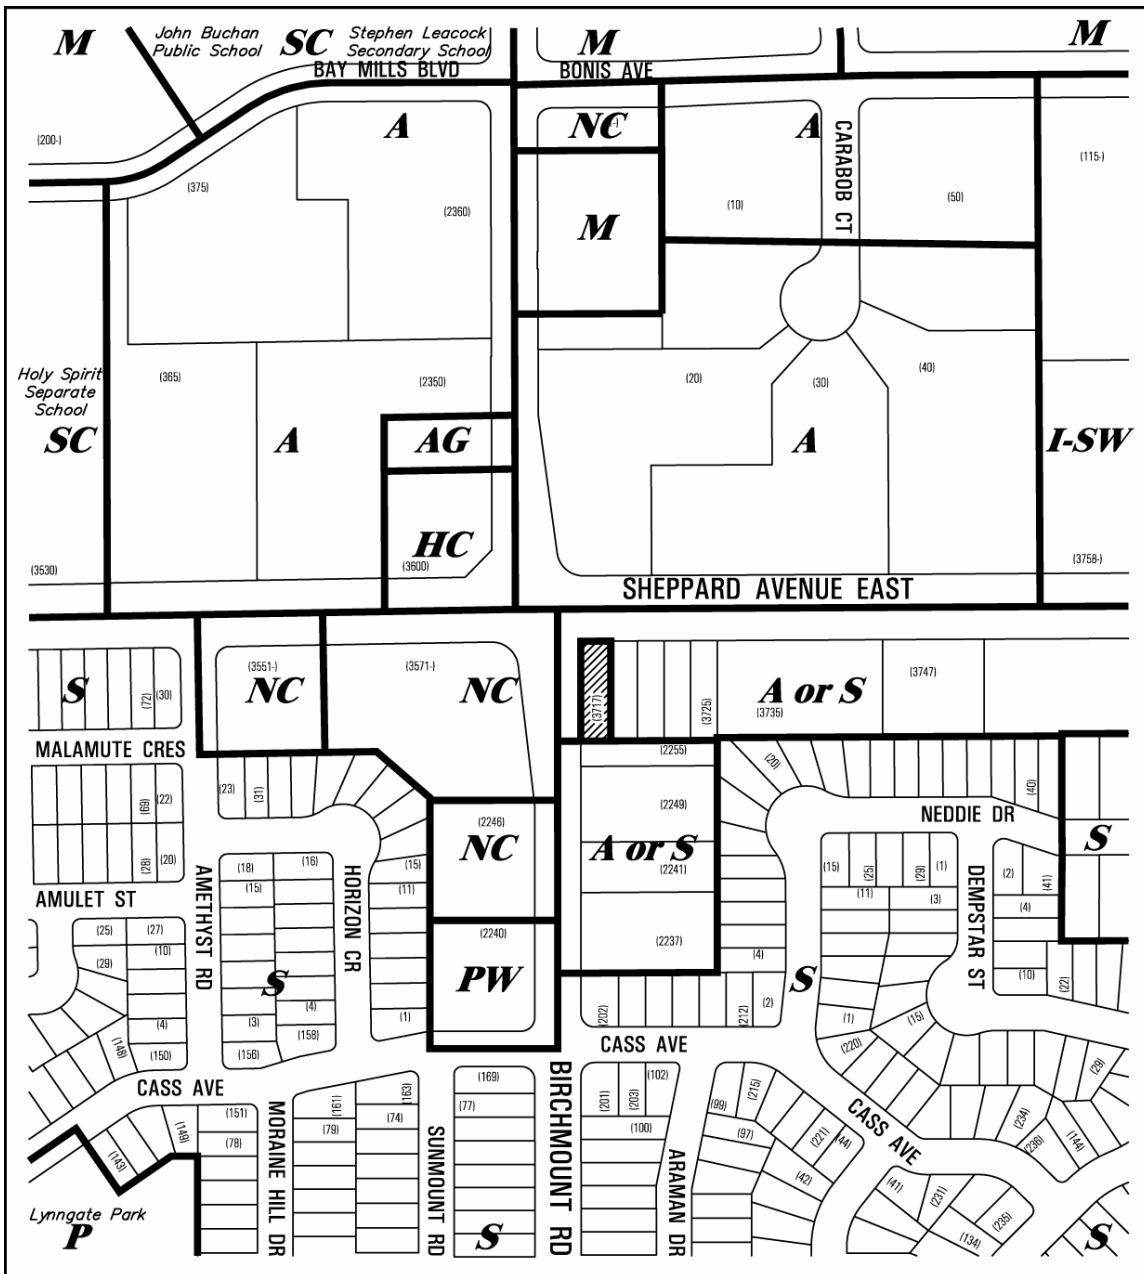 M
John Buchan
Public School
SC
Stephen Leacock
Secondary School
M
M
BAY MILLS BLVD
BONIS AVE
(200-)
A
NC
A
CARABOB CT
(115-)
(375)
(2360)
M
(10)
(50)
Holy Spirit
Separate
School
SC
(365)
(2350)
(20)
(30)
(40)
A
AG
A
I-SW
HC
(3530)
(3600)
(3758-)
SHEPPARD AVENUE EAST
S
(72)
(30)
(3551-)
NC
(3571-)
NC
(3717)
(3725)
A or S
(3735)
(3747)
MALAMUTE CRES
(69)
(22)
(23)
(31)
(2255)
(20)
(40)
(2246)
NC
(2249)
NEDDIE DR
A or S
S
(28)
(20)
(18)
(16)
(15)
(15)
(11)
(2241)
(15)
(25)
(29)
(1)
(2)
(41)
AMULET ST
AMETHYST RD
HORIZON CR
DEMPSTAR ST
(11)
(3)
(4)
(25)
(27)
(10)
(29)
(2240)
PW
(2237)
(4)
S
S
(10)
(22)
(4)
(3)
(4)
(1)
(202)
(212)
(2)
(1)
(15)
(148)
(150)
(156)
(158)
CASS AVE
(220)
(29)
CASS AVE
(161)
(163)
(169)
BIRCHMOUNT RD
(201)
(203)
(102)
(99)
(215)
CASS AVE
(234)
(236)
(144)
(151)
(149)
(143)
(78)
MORAINE HILL DR
(79)
(74)
SUNMOUNT RD
(77)
(100)
ARAMAN DR
(97)
(221)
(44)
(42)
(41)
(231)
(235)
(134)
Lynngate Park
P
S
S